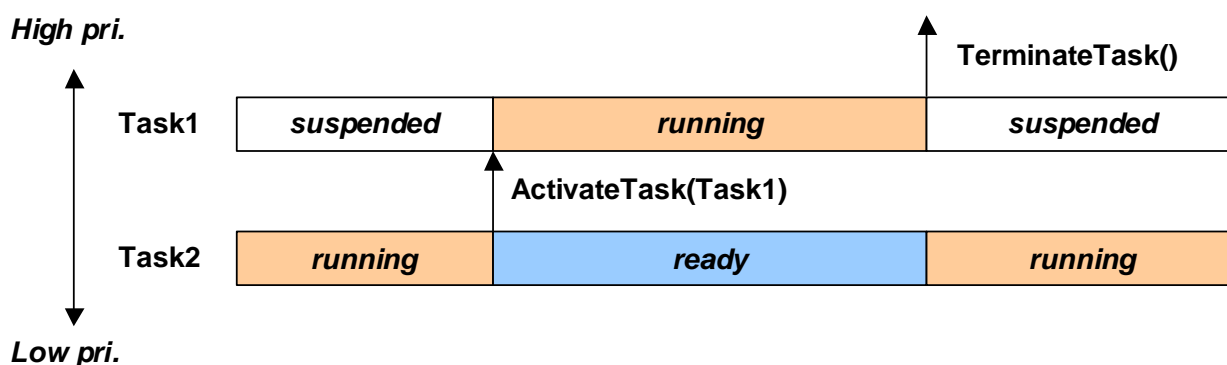 High pri.
TerminateTask()
Task1 suspended running suspended
ActivateTask(Task1)
Task2 running ready running
Low pri.